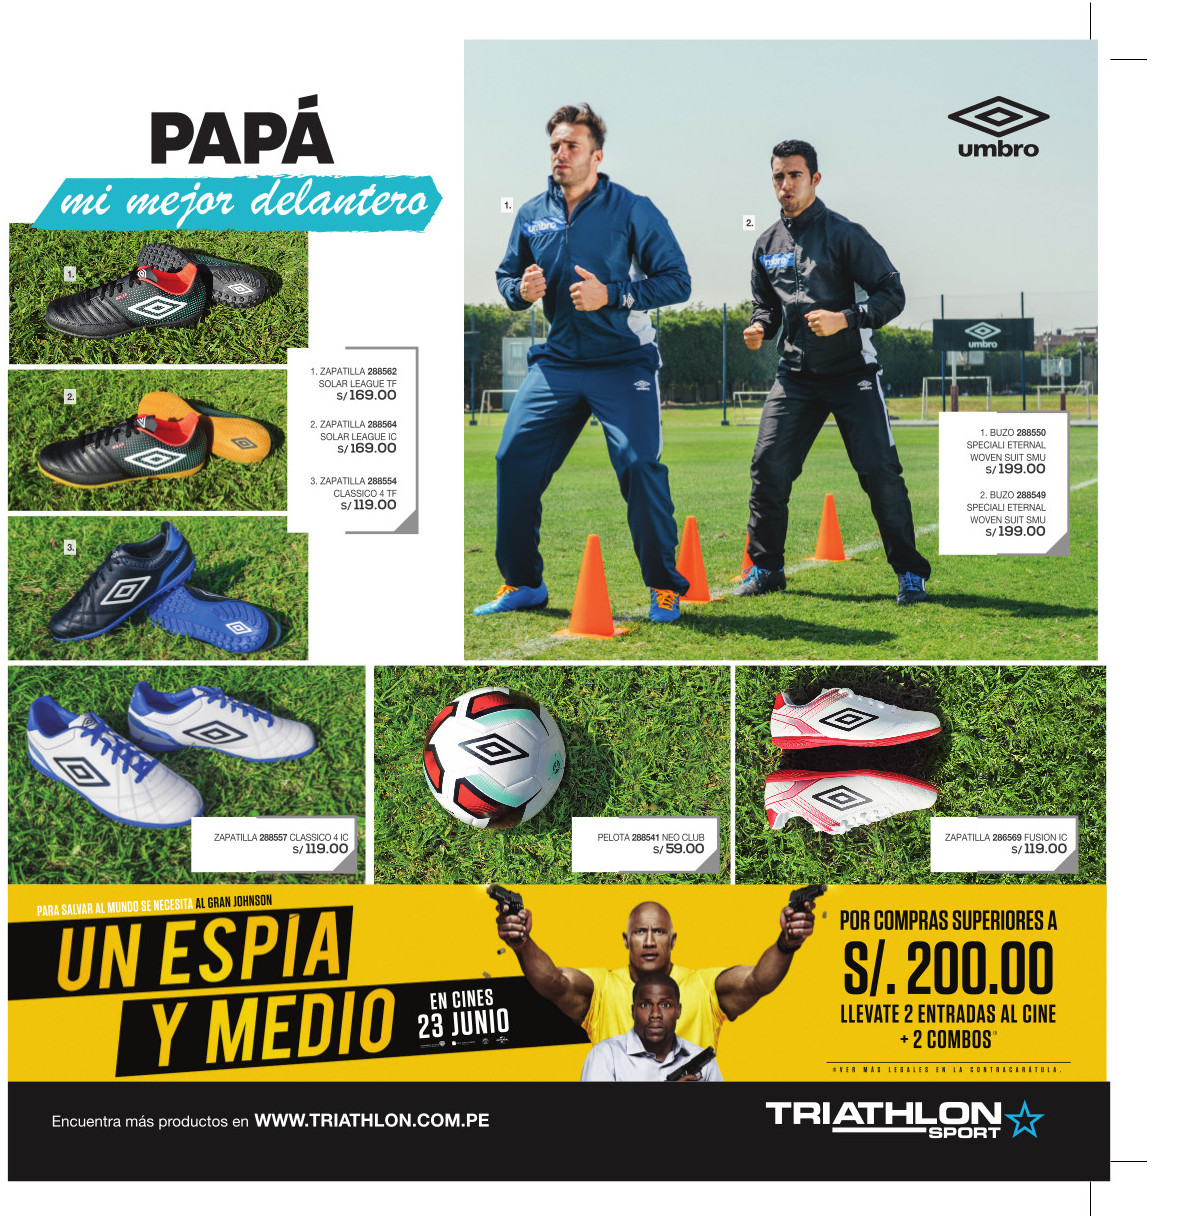 PAPÁ
mi mejor delantero
umbro
1.
umbro
2.
umbro
umbro
1. BUZO 288550
SPECIALI ETERNAL
WOVEN SUIT SMU
S/ 199.00
2. BUZO 288549
SPECIALI ETERNAL
WOVEN SUIT SMU
S/ 199.00
1.
2.
3.
1. ZAPATILLA 288562
SOLAR LEAGUE TF
S/ 169.00
2. ZAPATILLA 288564
SOLAR LEAGUE IC
S/ 169.00
3. ZAPATILLA 288554
CLASSICO 4 TF
S/ 119.00
ZAPATILLA 288557 CLASSICO 4 IC
S/ 119.00
PELOTA 288541 NEO CLUB
S/ 59.00
ZAPATILLA 286569 FUSION IC
S/ 119.00
PARA SALVAR AL MUNDO SE NECESITA AL GRAN JOHNSON
UN ESPÍA
Y MEDIO
EN CINES
23 JUNIO
POR COMPRAS SUPERIORES A
S/. 200.00
LLEVATE 2 ENTRADAS AL CINE
+ 2 COMBOS
*VER MÁS LEGALES EN LA CONTRACARÁTULA.
Encuentra más productos en WWW.TRIATHLON.COM.PE
TRIATHLON
SPORT